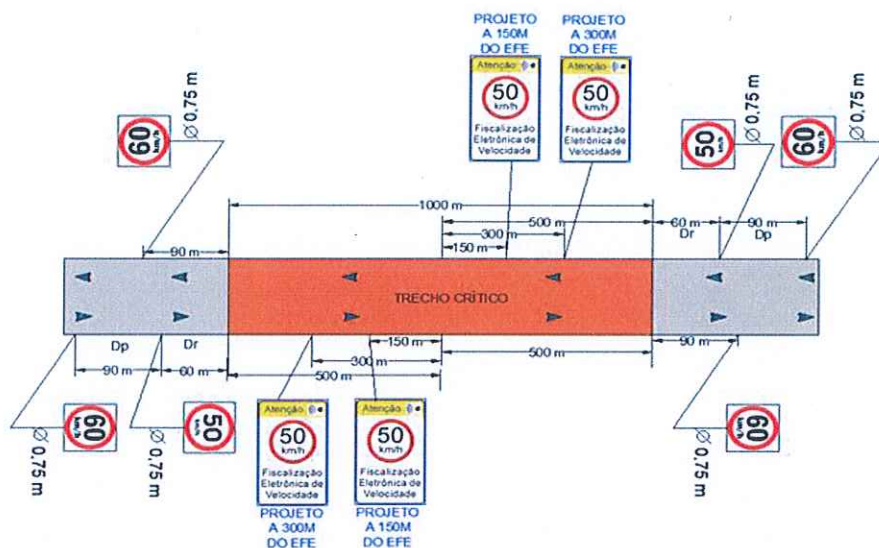 PROJETO
A 150M
DO EFE
PROJETO
A 300M
DO EFE
Atenção
50
km/h
Fiscalização
Eletrônica de
Velocidade
Atenção
50
km/h
Fiscalização
Eletrônica de
Velocidade
60
km/h
Ø 0,75 m
50
km/h
Ø 0,75 m
60
km/h
Ø 0,75 m
1000 m
500 m
60 m
90 m
300 m
Dr
Dp
150 m
90 m
TRECHO CRÍTICO
Dp
Dr
150 m
90 m
300 m
500 m
90 m
60 m
500 m
60
km/h
Ø 0,75 m
50
km/h
Ø 0,75 m
Atenção
50
km/h
Fiscalização
Eletrônica de
Velocidade
Atenção
50
km/h
Fiscalização
Eletrônica de
Velocidade
60
km/h
Ø 0,75 m
PROJETO
A 300M
DO EFE
PROJETO
A 150M
DO EFE